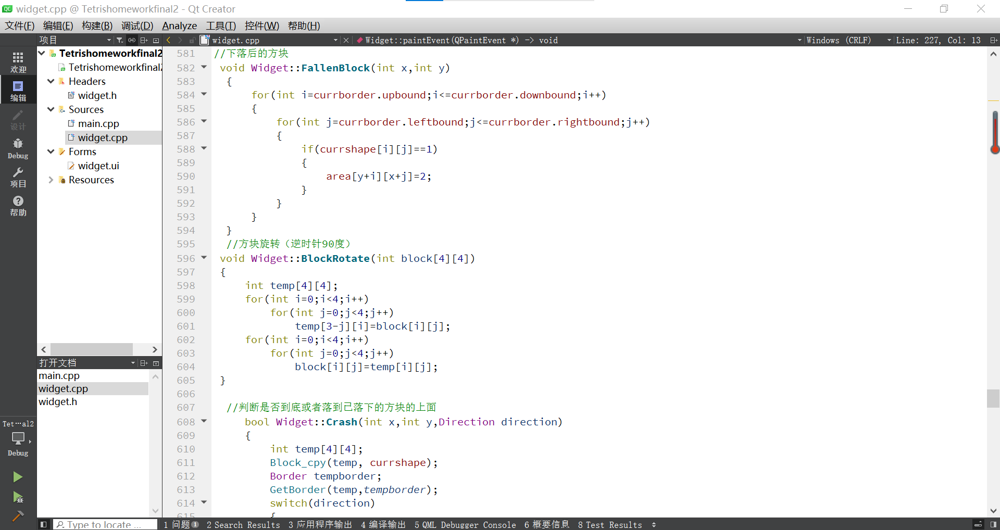 widget.cpp @ Tetrishomeworkfinal2 - Qt Creator
文件(F) 编辑(E) 构建(B) 调试(D) Analyze 工具(T) 控件(W) 帮助(H)
项目 widget.cpp Widget::paintEvent(QPaintEvent *) -> void Windows (CRLF) Line: 227, Col: 13
欢迎
编辑
设计
Debug
项目
帮助
Tet…al2
Debug
Tetrishomeworkfinal2
Tetrishomeworkfinal2
Headers
widget.h
Sources
main.cpp
widget.cpp
Forms
widget.ui
Resources
打开文档
main.cpp
widget.cpp
widget.h
581 //下落后的方块
582 void Widget::FallenBlock(int x,int y)
583 {
584 for(int i=currborder.upbound;i<=currborder.downbound;i++)
585 {
586 for(int j=currborder.leftbound;j<=currborder.rightbound;j++)
587 {
588 if(currshape[i][j]==1)
589 {
590 area[y+i][x+j]=2;
591 }
592 }
593 }
594 }
595 //方块旋转（逆时针90度）
596 void Widget::BlockRotate(int block[4][4])
597 {
598 int temp[4][4];
599 for(int i=0;i<4;i++)
600 for(int j=0;j<4;j++)
601 temp[3-j][i]=block[i][j];
602 for(int i=0;i<4;i++)
603 for(int j=0;j<4;j++)
604 block[i][j]=temp[i][j];
605 }
606
607 //判断是否到底或者落到已落下的方块的上面
608 bool Widget::Crash(int x,int y,Direction direction)
609 {
610 int temp[4][4];
611 Block_cpy(temp, currshape);
612 Border tempborder;
613 GetBorder(temp,tempborder);
614 switch(direction)
615 {
Type to locate ... 1 问题 1 2 Search Results 3 应用程序输出 4 编译输出 5 QML Debugger Console 6 概要信息 8 Test Results